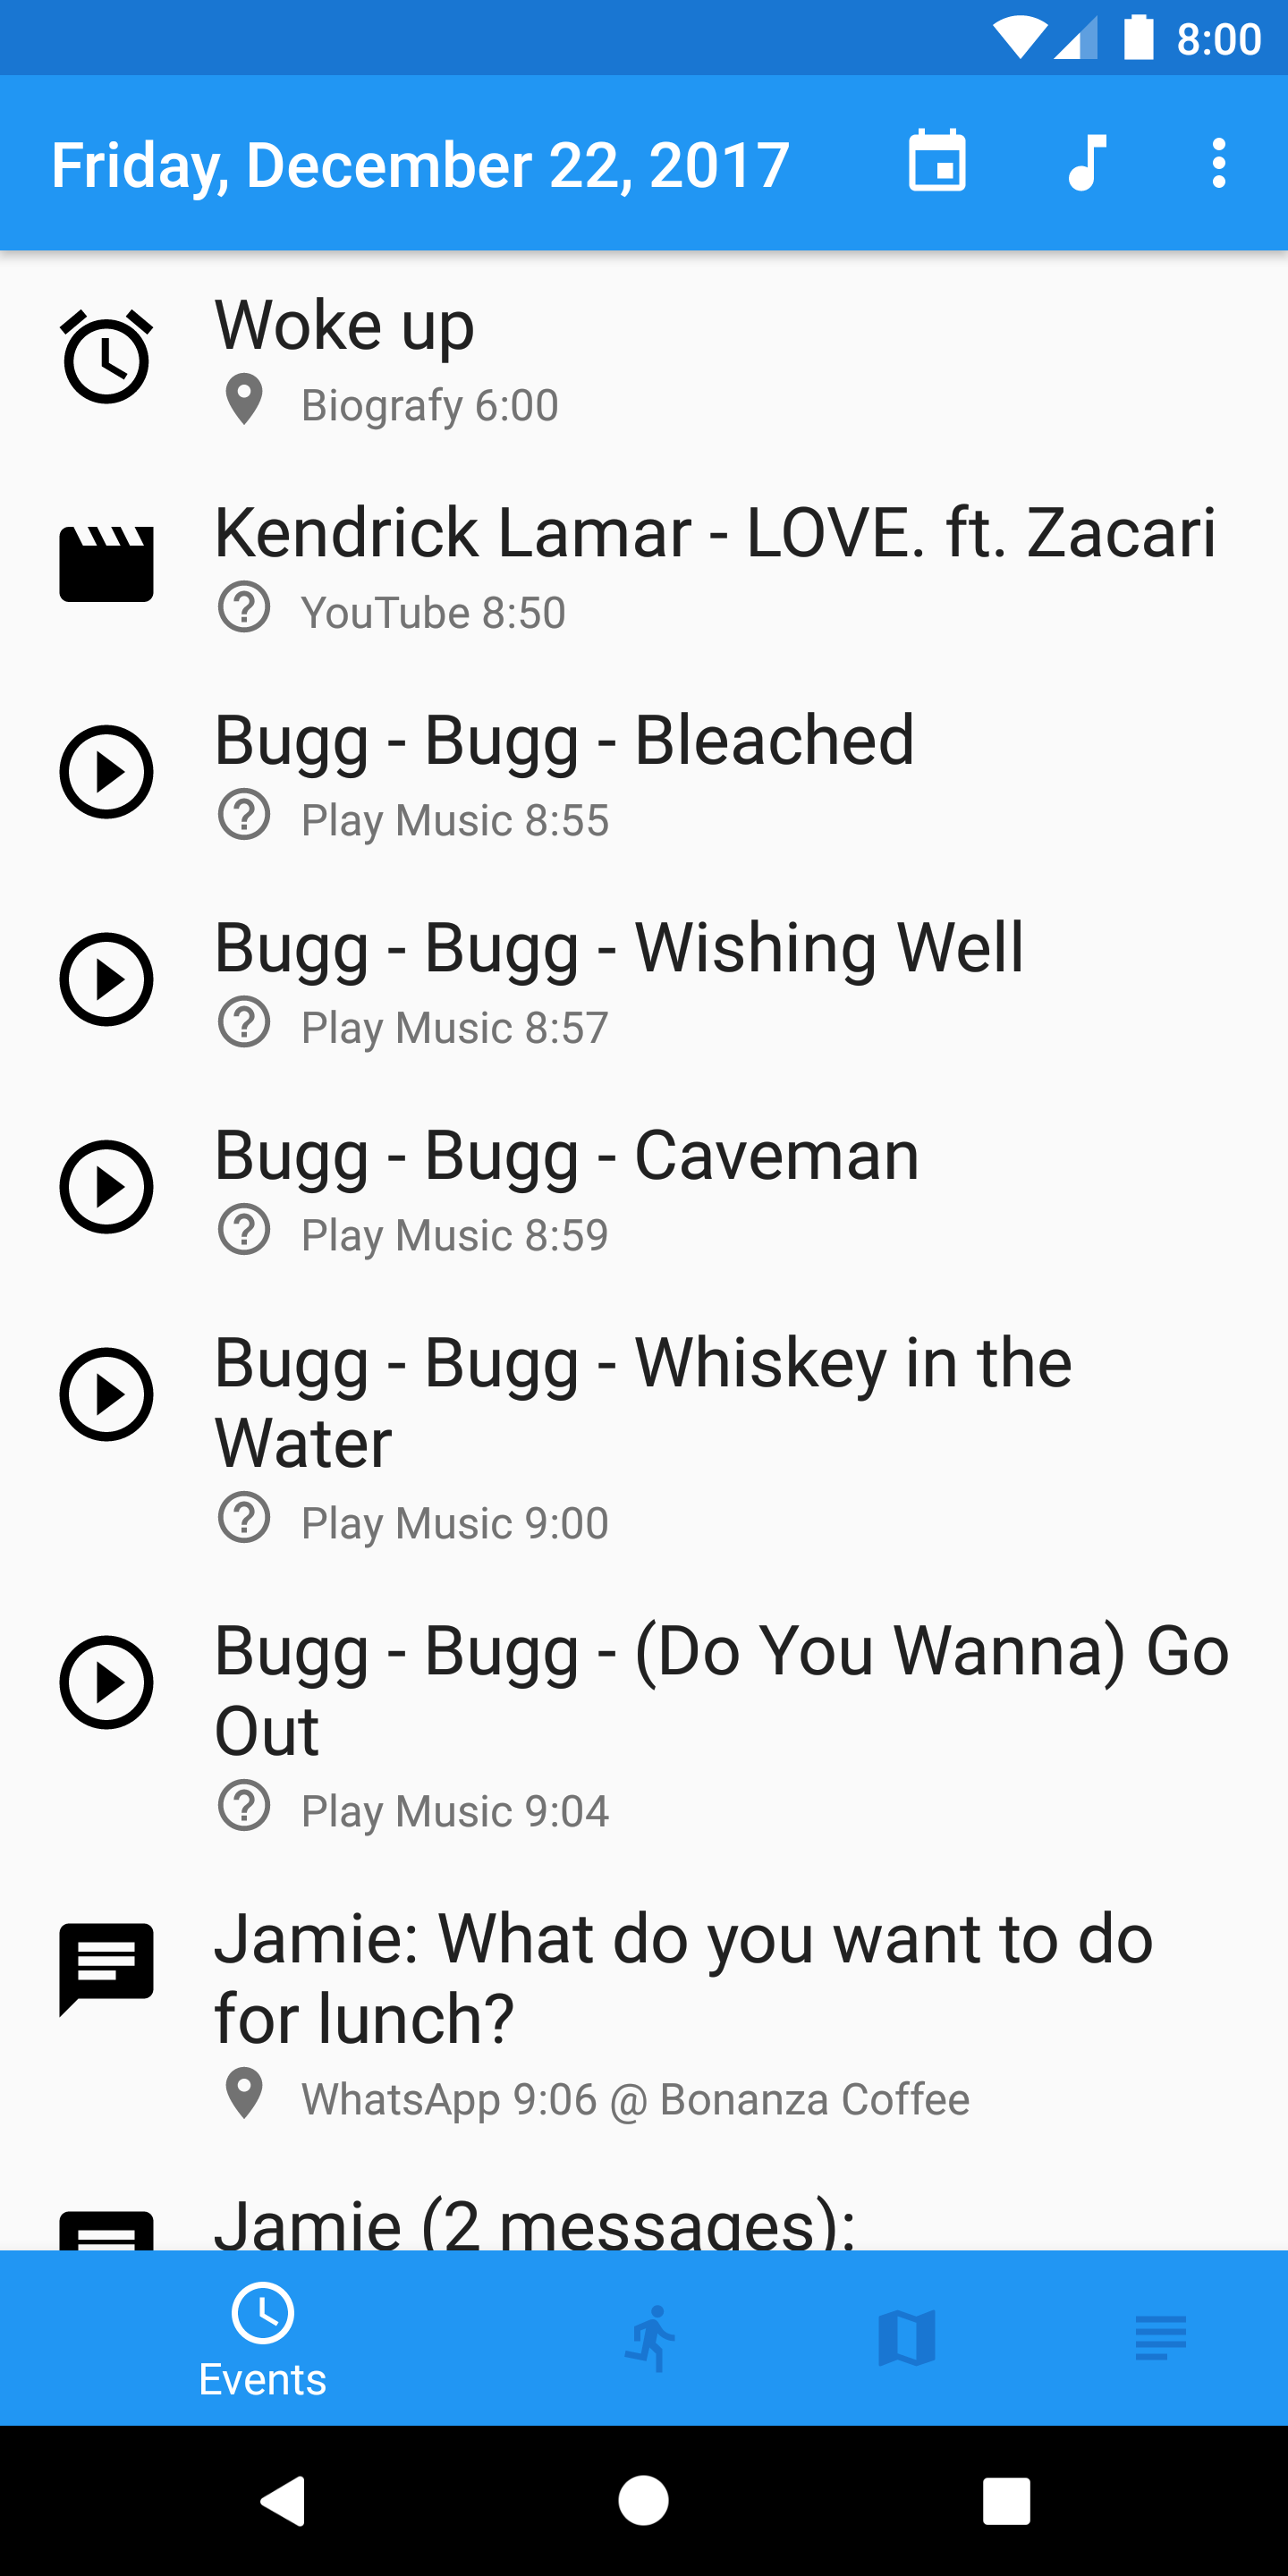 8:00
Friday, December 22, 2017
Woke up
Biografy 6:00
Kendrick Lamar - LOVE. ft. Zacari
YouTube 8:50
Bugg - Bugg - Bleached
Play Music 8:55
Bugg - Bugg - Wishing Well
Play Music 8:57
Bugg - Bugg - Caveman
Play Music 8:59
Bugg - Bugg - Whiskey in the
Water
Play Music 9:00
Bugg - Bugg - (Do You Wanna) Go
Out
Play Music 9:04
Jamie: What do you want to do
for lunch?
WhatsApp 9:06 @ Bonanza Coffee
Jamie (2 messages):
Events